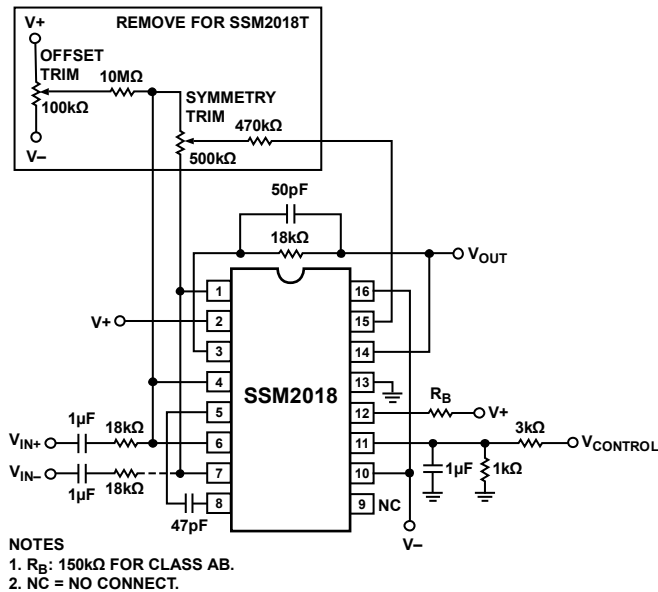 V+
REMOVE FOR SSM2018T
OFFSET
TRIM
10MΩ
100kΩ
V–
SYMMETRY
TRIM
470kΩ
500kΩ
50pF
18kΩ
VOUT
V+
1
2
3
4
5
6
7
8
SSM2018
16
15
14
13
12
11
10
9
NC
RB
V+
3kΩ
VCONTROL
1µF
1kΩ
V–
1µF
18kΩ
VIN+
VIN–
1µF
18kΩ
47pF
NOTES
1. RB: 150kΩ FOR CLASS AB.
2. NC = NO CONNECT.